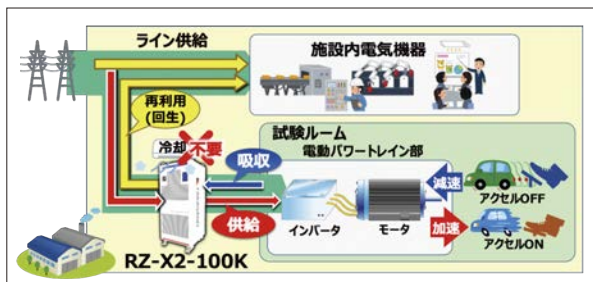 ライン供給
施設内電気機器
再利用
(回生)
試験ルーム
電動パワートレイン部
冷却
不要
吸収
減速
アクセルOFF
供給
インバータ
モータ
加速
アクセルON
RZ-X2-100K